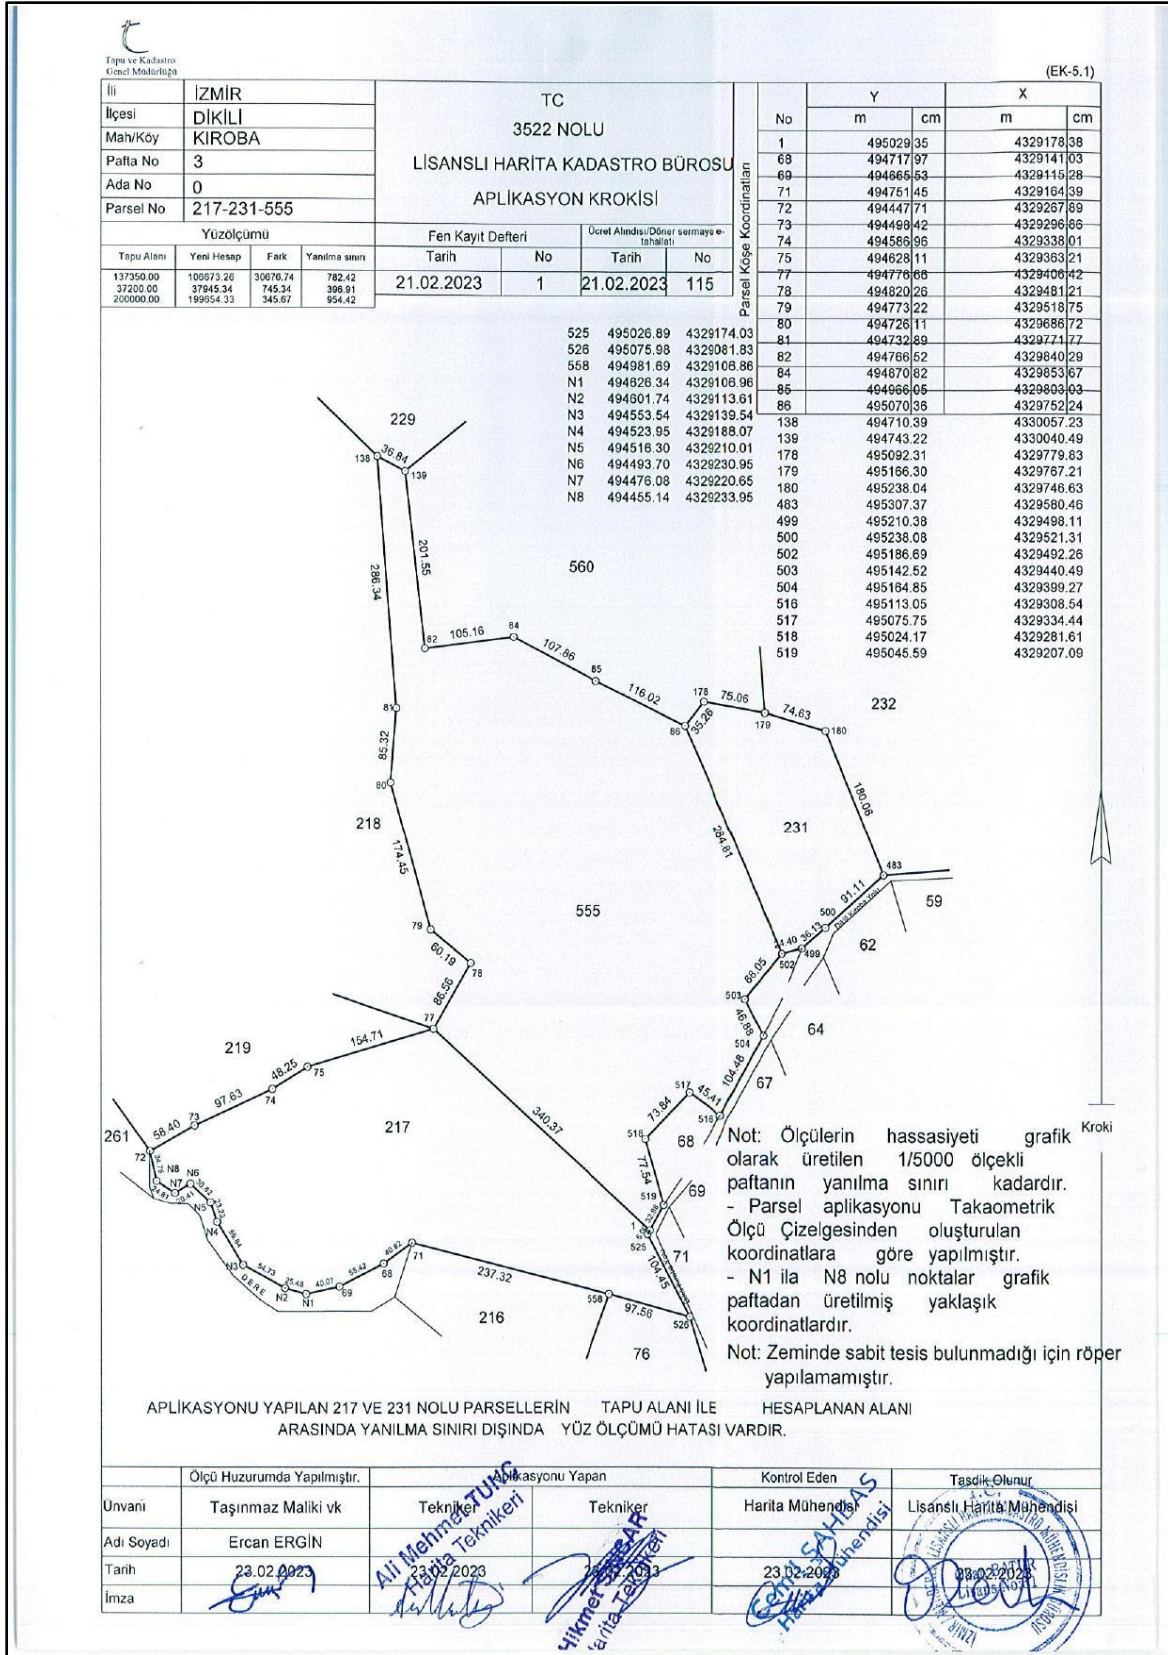 Tapu ve Kadastro
Genel Müdürlüğü
(EK-5.1)
İli İZMİR
İlçesi DİKİLİ
Mah/Köy KIROBA
Pafta No 3
Ada No 0
Parsel No 217-231-555
TC
3522 NOLU
LİSANSLI HARİTA KADASTRO BÜROSU
APLİKASYON KROKİSİ
Yüzölçümü
Tapu Alanı Yeni Hesap Fark Yanılma sınırı
137350.00 106673.26 30676.74 782.42
37200.00 37945.34 745.34 396.91
200000.00 199654.33 345.67 954.42
Fen Kayıt Defteri
Ücret Alındısı/Döner sermaye e-tahsilatı
Tarih No Tarih No
21.02.2023 1 21.02.2023 115
Parsel Köşe Koordinatları
No Y X
m cm m cm
1 495029 35 4329178 38
68 494717 97 4329141 03
69 494665 53 4329115 28
71 494751 45 4329164 39
72 494447 71 4329267 89
73 494498 42 4329296 86
74 494586 96 4329338 01
75 494628 11 4329363 21
77 494776 66 4329406 42
78 494820 26 4329481 21
79 494773 22 4329518 75
80 494726 11 4329686 72
81 494732 89 4329771 77
82 494766 52 4329840 29
84 494870 82 4329853 67
85 494966 05 4329803 03
86 495070 36 4329752 24
138 494710.39 4330057.23
139 494743.22 4330040.49
178 495092.31 4329779.83
179 495166.30 4329767.21
180 495238.04 4329746.63
483 495307.37 4329580.46
499 495210.38 4329498.11
500 495238.08 4329521.31
502 495186.69 4329492.26
503 495142.52 4329440.49
504 495164.85 4329399.27
516 495113.05 4329308.54
517 495075.75 4329334.44
518 495024.17 4329281.61
519 495045.59 4329207.09
525 495026.89 4329174.03
526 495075.98 4329081.83
558 494981.69 4329106.86
N1 494626.34 4329106.96
N2 494601.74 4329113.61
N3 494553.54 4329139.54
N4 494523.95 4329188.07
N5 494516.30 4329210.01
N6 494493.70 4329230.95
N7 494476.08 4329220.65
N8 494455.14 4329233.95
229
138
36.84
139
201.55
286.34
560
82
105.16
84
107.86
85
116.02
178
75.06
232
86
35.26
179
74.63
180
81
85.32
80
218
174.45
284.81
231
180.06
483
91.11
59
Kroki
555
79
60.19
78
86.56
500
36.13
24.40
499
502
62
68.05
503
46.88
504
64
77
154.71
219
48.25
75
74
97.63
73
58.40
261
72
217
340.37
104.48
67
517
45.41
516
73.84
518
68
77.54
519
69
1
525
71
104.45
34.75
N8
N6
N7
24.81
20.41
30.82
N5
N4
N3
DERE
54.73
25.48
N2
40.07
N1
69
68
71
237.32
558
97.56
526
216
76
Not: Ölçülerin hassasiyeti grafik
olarak üretilen 1/5000 ölçekli
paftanın yanılma sınırı kadardır.
- Parsel aplikasyonu Takaometrik
Ölçü Çizelgesinden oluşturulan
koordinatlara göre yapılmıştır.
- N1 ila N8 nolu noktalar grafik
paftadan üretilmiş yaklaşık
koordinatlardır.
Not: Zeminde sabit tesis bulunmadığı için röper
yapılamamıştır.
APLİKASYONU YAPILAN 217 VE 231 NOLU PARSELLERİN TAPU ALANI İLE HESAPLANAN ALANI
ARASINDA YANILMA SINIRI DIŞINDA YÜZ ÖLÇÜMÜ HATASI VARDIR.
Ölçü Huzurumda Yapılmıştır. Aplikasyonu Yapan Kontrol Eden Tasdik Olunur
Ünvanı Taşınmaz Maliki vk Tekniker Tekniker Harita Mühendisi Lisanslı Harita Mühendisi
Adı Soyadı Ercan ERGİN
Tarih 23.02.2023 23.02.2023 23.02.2023 23.02.2023 23.02.2023
İmza
Ali Mehmet TUNÇ
Harita Teknikeri
Hikmet
Harita Teknikeri
Harita Mühendisi